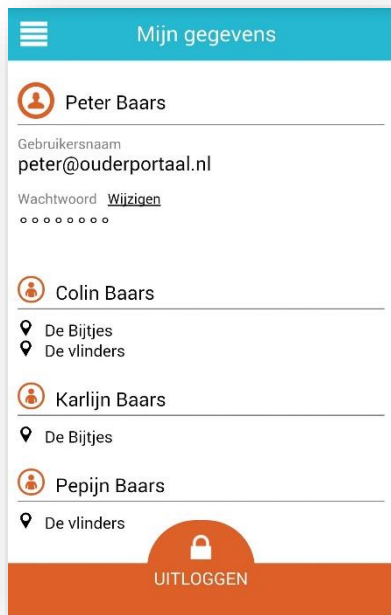 Mijn gegevens
Peter Baars
Gebruikersnaam
peter@ouderportaal.nl
Wachtwoord Wijzigen
Colin Baars
De Bijtjes
De vlinders
Karlijn Baars
De Bijtjes
Pepijn Baars
De vlinders
UITLOGGEN